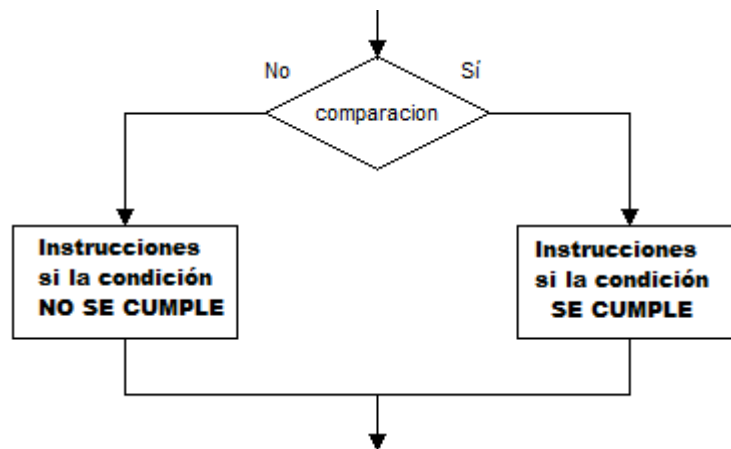 No
Sí
comparacion
Instrucciones
si la condición
NO SE CUMPLE
Instrucciones
si la condición
SE CUMPLE